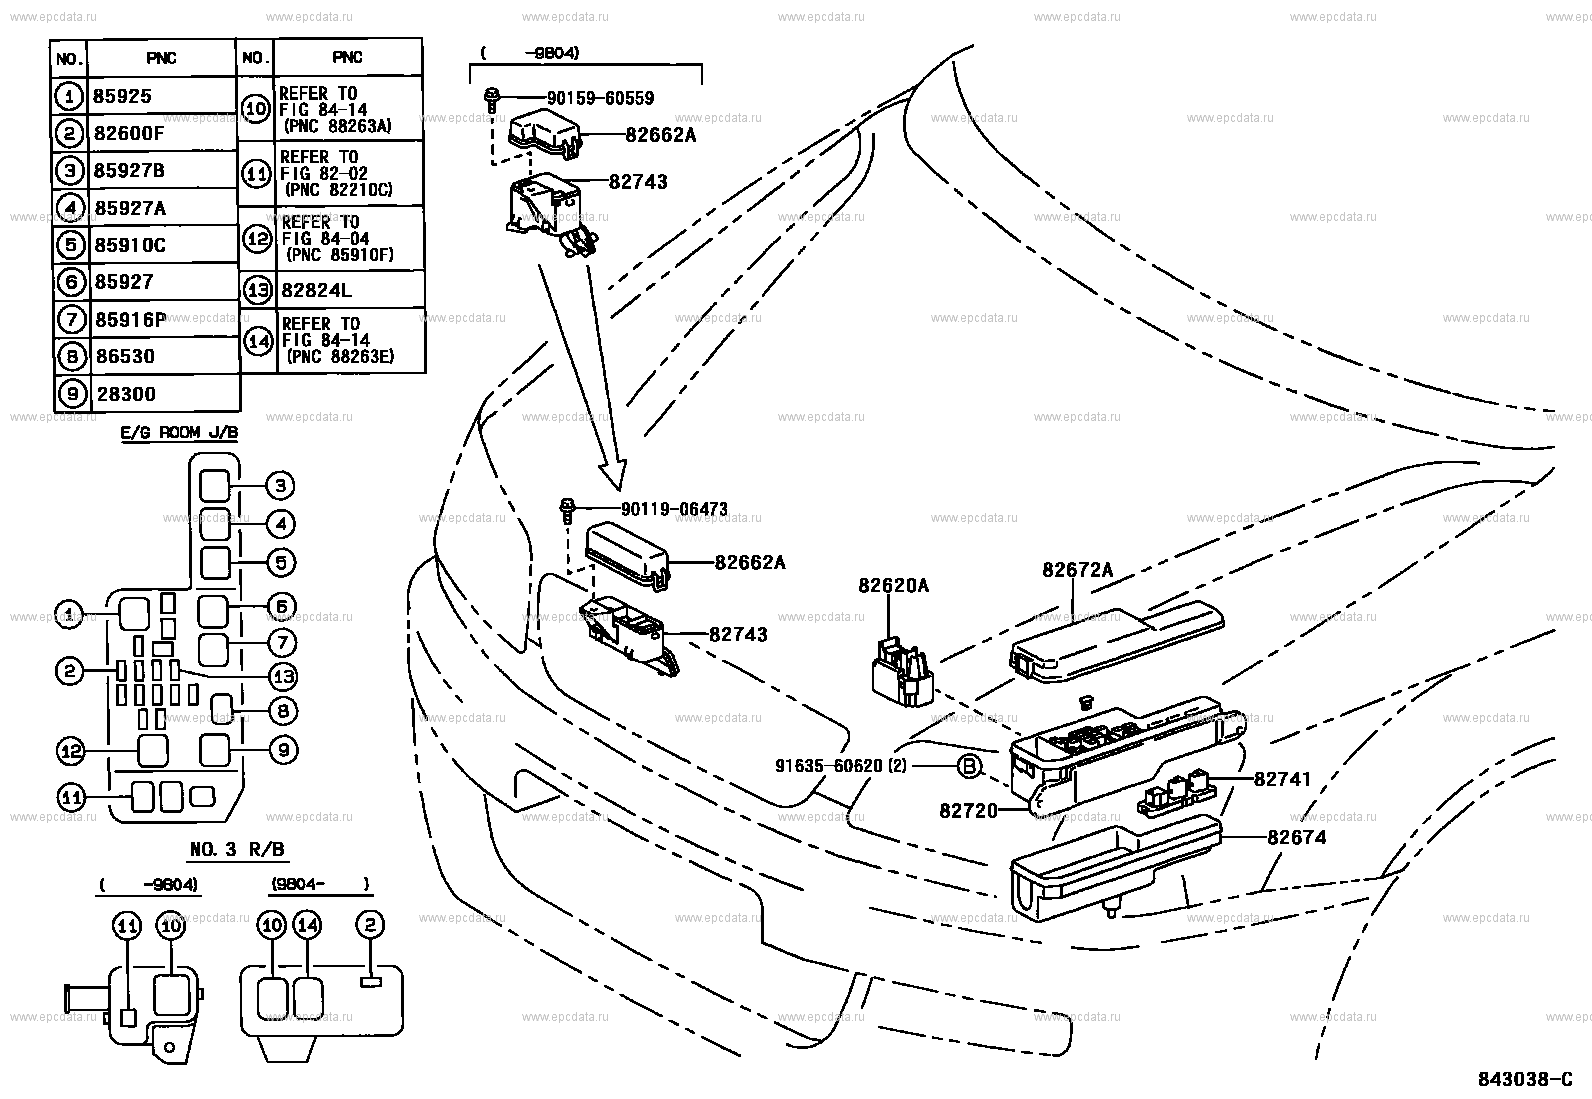 NO. PNC NO. PNC
1 85925
2 82600F
3 85927B
4 85927A
5 85910C
6 85927
7 85916P
8 86530
9 28300
10 REFER TO
FIG 84-14
(PNC 88263A)
11 REFER TO
FIG 82-02
(PNC 82210C)
12 REFER TO
FIG 84-04
(PNC 85910F)
13 82824L
14 REFER TO
FIG 84-14
(PNC 88263E)
( -9804)
90159-60559
82662A
82743
90119-06473
82662A
82743
82620A
82672A
91635-60620 (2)
B
82720
82741
82674
E/G ROOM J/B
3
4
5
1
6
7
2
13
8
12
9
11
NO. 3 R/B
( -9804)
(9804- )
11
10
10
14
2
843038-C
www.epcdata.ru